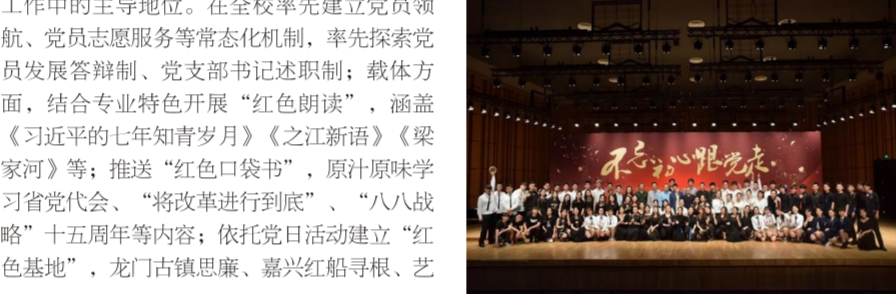 工作中的主导地位。在全校率先建立党员领
航、党员志愿服务等常态化机制，率先探索党
员发展答辩制、党支部书记述职制；载体方
面，结合专业特色开展“红色朗读”，涵盖
《习近平的七年知青岁月》《之江新语》《梁
家河》等；推送“红色口袋书”，原汁原味学
习省党代会、“将改革进行到底”、“八八战
略”十五周年等内容；依托党日活动建立“红
色基地”，龙门古镇思廉、嘉兴红船寻根、艺
不忘初心跟党走